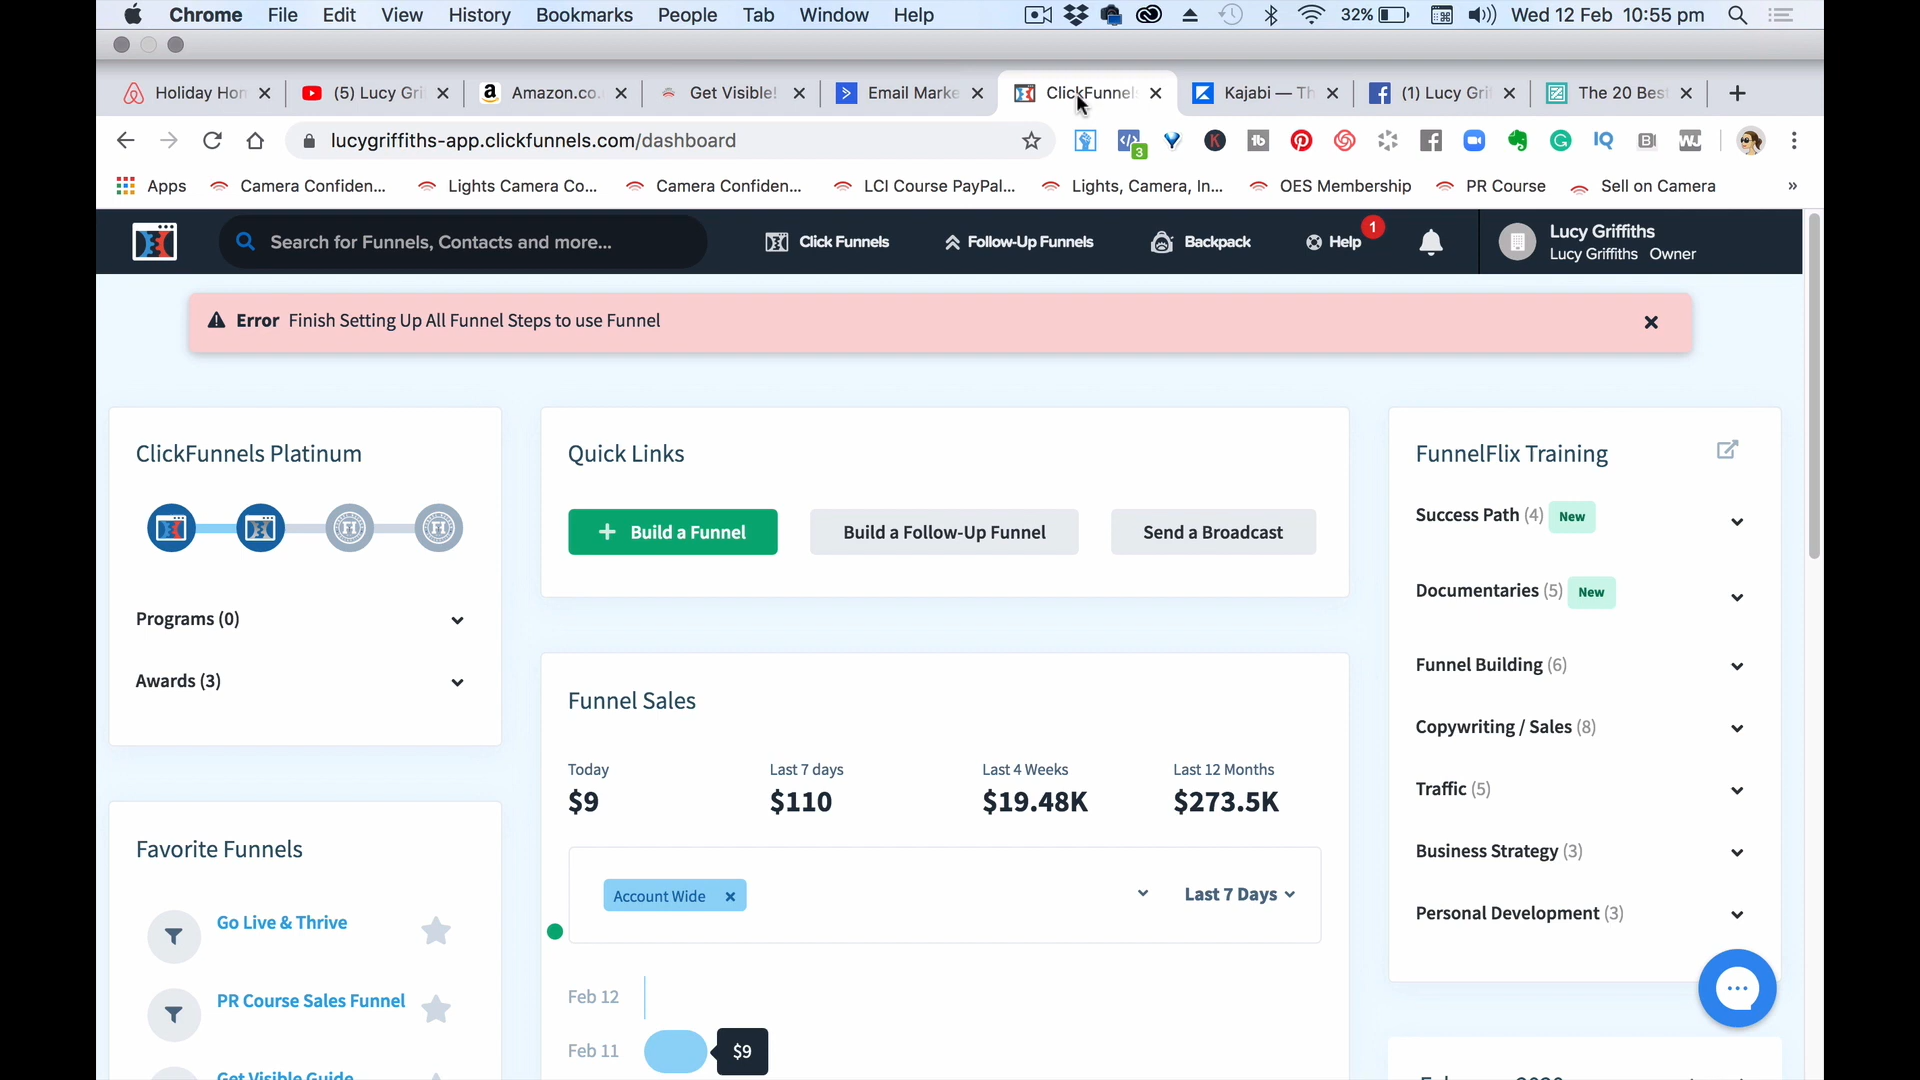 Chrome File Edit View History Bookmarks People Tab Window Help 32% Wed 12 Feb 10:55 pm
Holiday Hor (5) Lucy Gri Amazon.co. Get Visible! Email Marke ClickFunnels Kajabi — Th (1) Lucy Grif The 20 Bes
lucygriffiths-app.clickfunnels.com/dashboard
Apps Camera Confiden... Lights Camera Co... Camera Confiden... LCI Course PayPal... Lights, Camera, In... OES Membership PR Course Sell on Camera »
Search for Funnels, Contacts and more... Click Funnels Follow-Up Funnels Backpack Help 1
Lucy Griffiths
Lucy Griffiths Owner
Error Finish Setting Up All Funnel Steps to use Funnel
ClickFunnels Platinum
Programs (0)
Awards (3)
Favorite Funnels
Go Live & Thrive
PR Course Sales Funnel
Get Visible Guide
Quick Links
+ Build a Funnel Build a Follow-Up Funnel Send a Broadcast
Funnel Sales
Today Last 7 days Last 4 Weeks Last 12 Months
$9 $110 $19.48K $273.5K
Account Wide × Last 7 Days
Feb 12
Feb 11 $9
FunnelFlix Training
Success Path (4) New
Documentaries (5) New
Funnel Building (6)
Copywriting / Sales (8)
Traffic (5)
Business Strategy (3)
Personal Development (3)